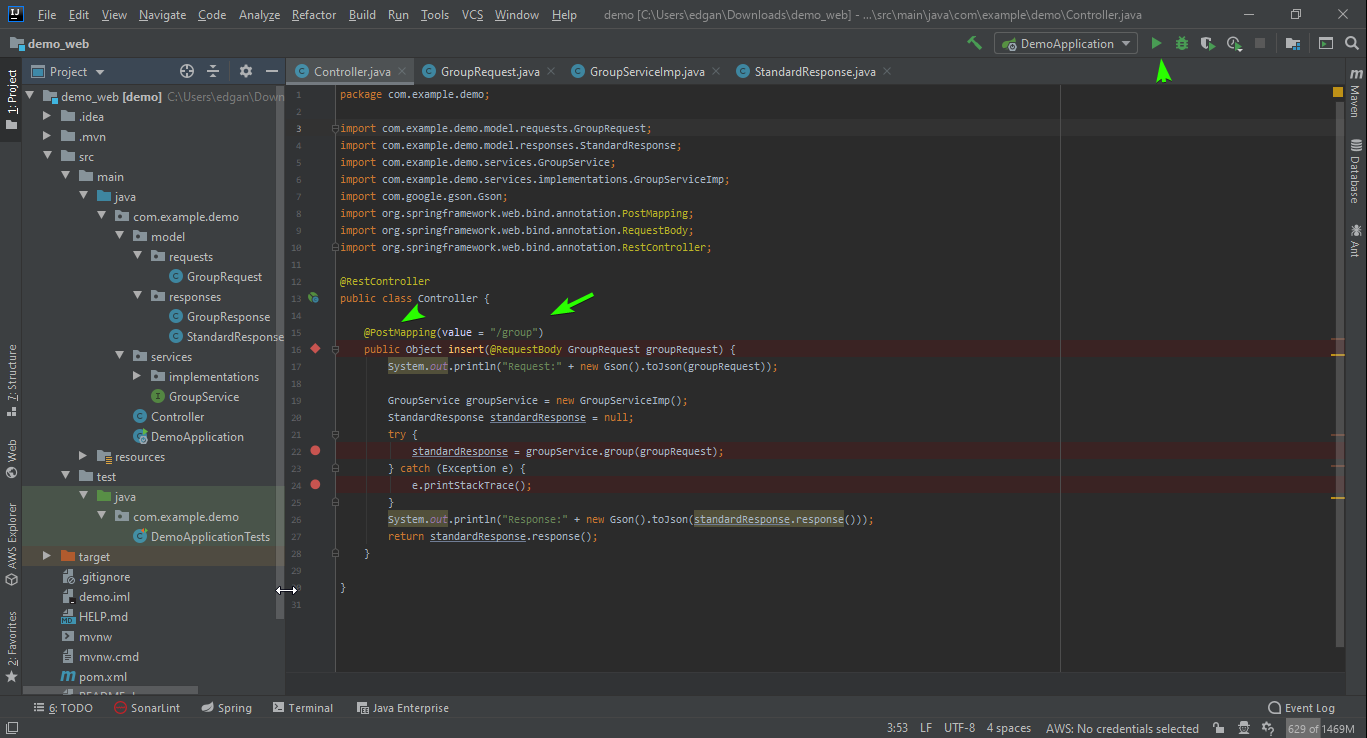 File Edit View Navigate Code Analyze Refactor Build Run Tools VCS Window Help demo [C:\Users\edgan\Downloads\demo_web] - ...\src\main\java\com\example\demo\Controller.java
demo_web DemoApplication
Project
Controller.java GroupRequest.java GroupServiceImp.java StandardResponse.java
1: Project
Z: Structure
Web
AWS Explorer
2: Favorites
demo_web [demo] C:\Users\edgan\Down
.idea
.mvn
src
main
java
com.example.demo
model
requests
GroupRequest
responses
GroupResponse
StandardResponse
services
implementations
GroupService
Controller
DemoApplication
resources
test
java
com.example.demo
DemoApplicationTests
target
.gitignore
demo.iml
HELP.md
mvnw
mvnw.cmd
pom.xml
1 package com.example.demo;
2
3 import com.example.demo.model.requests.GroupRequest;
4 import com.example.demo.model.responses.StandardResponse;
5 import com.example.demo.services.GroupService;
6 import com.example.demo.services.implementations.GroupServiceImp;
7 import com.google.gson.Gson;
8 import org.springframework.web.bind.annotation.PostMapping;
9 import org.springframework.web.bind.annotation.RequestBody;
10 import org.springframework.web.bind.annotation.RestController;
11
12 @RestController
13 public class Controller {
14
15 @PostMapping(value = "/group")
16 public Object insert(@RequestBody GroupRequest groupRequest) {
17 System.out.println("Request:" + new Gson().toJson(groupRequest));
18
19 GroupService groupService = new GroupServiceImp();
20 StandardResponse standardResponse = null;
21 try {
22 standardResponse = groupService.group(groupRequest);
23 } catch (Exception e) {
24 e.printStackTrace();
25 }
26 System.out.println("Response:" + new Gson().toJson(standardResponse.response()));
27 return standardResponse.response();
28 }
29
}
31
Maven
Database
Ant
6: TODO SonarLint Spring Terminal Java Enterprise Event Log
3:53 LF UTF-8 4 spaces AWS: No credentials selected 629 of 1469M